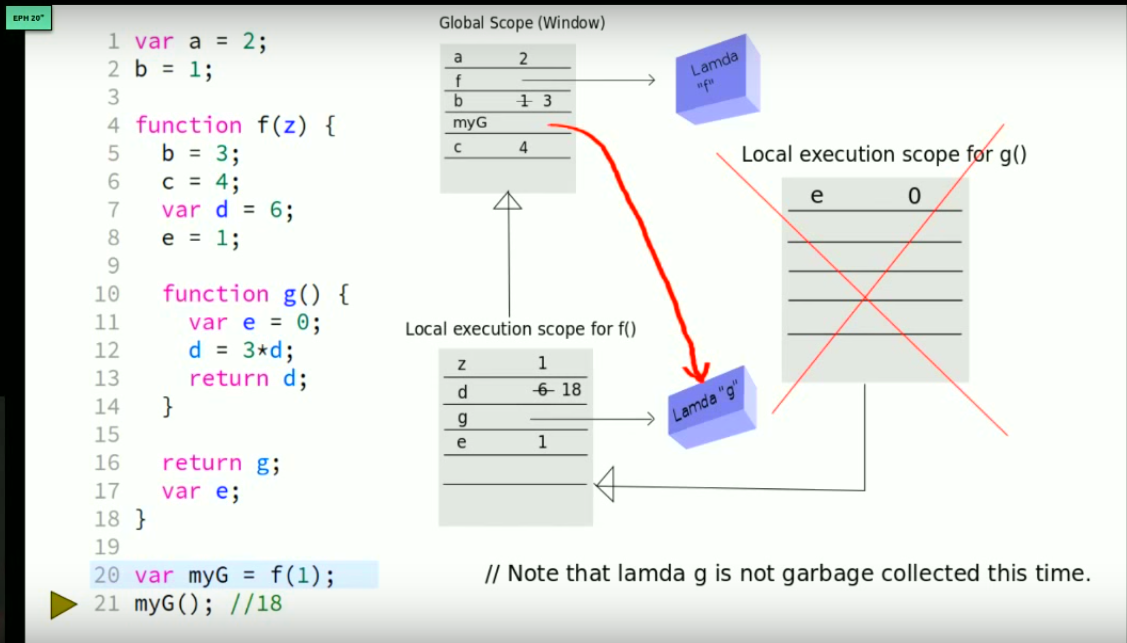 EPH 20"
1 var a = 2;
2 b = 1;
3
4 function f(z) {
5 b = 3;
6 c = 4;
7 var d = 6;
8 e = 1;
9
10 function g() {
11 var e = 0;
12 d = 3*d;
13 return d;
14 }
15
16 return g;
17 var e;
18 }
19
20 var myG = f(1);
21 myG(); //18
Global Scope (Window)
a 2
f
b 1 3
myG
c 4
Lamda
"f"
Local execution scope for g()
e 0
Local execution scope for f()
z 1
d 6 18
g
e 1
Lamda "g"
// Note that lamda g is not garbage collected this time.